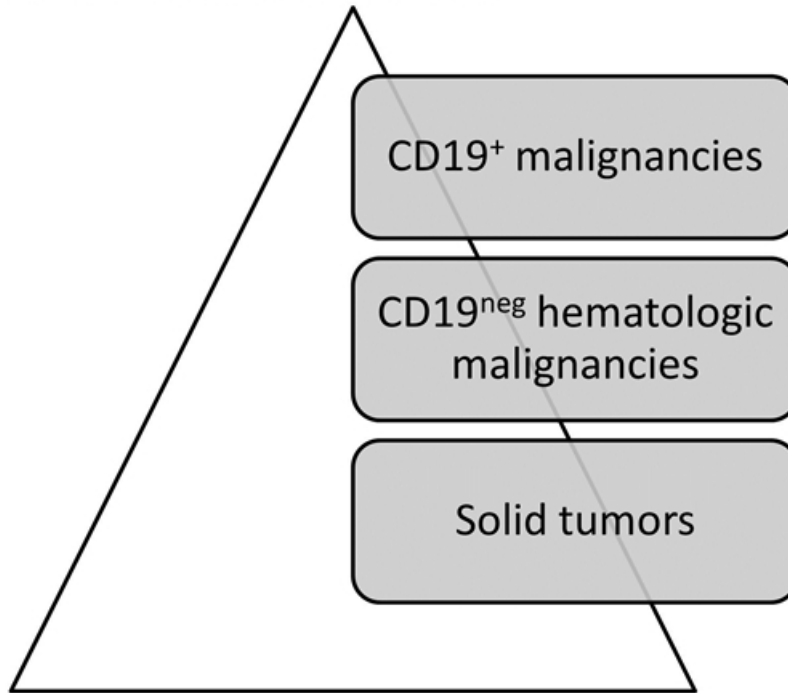 CD19⁺ malignancies
CD19ⁿᵉᵍ hematologic
malignancies
Solid tumors